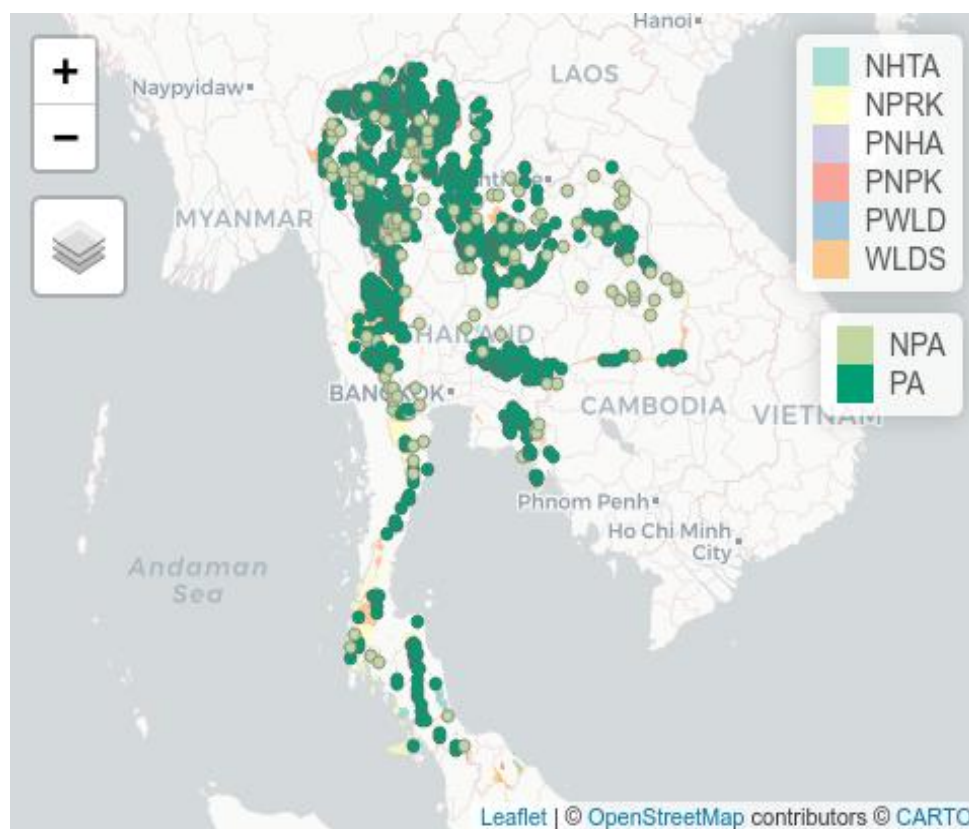 Hanoi
+
NHTA
LAOS
Naypyidaw
NPRK
−
PNHA
PNPK
MYANMAR
PWLD
WLDS
THAILAND
NPA
PA
BANGKOK
CAMBODIA
VIETNAM
Phnom Penh
Ho Chi Minh
City
Andaman
Sea
Leaflet | © OpenStreetMap contributors © CARTO